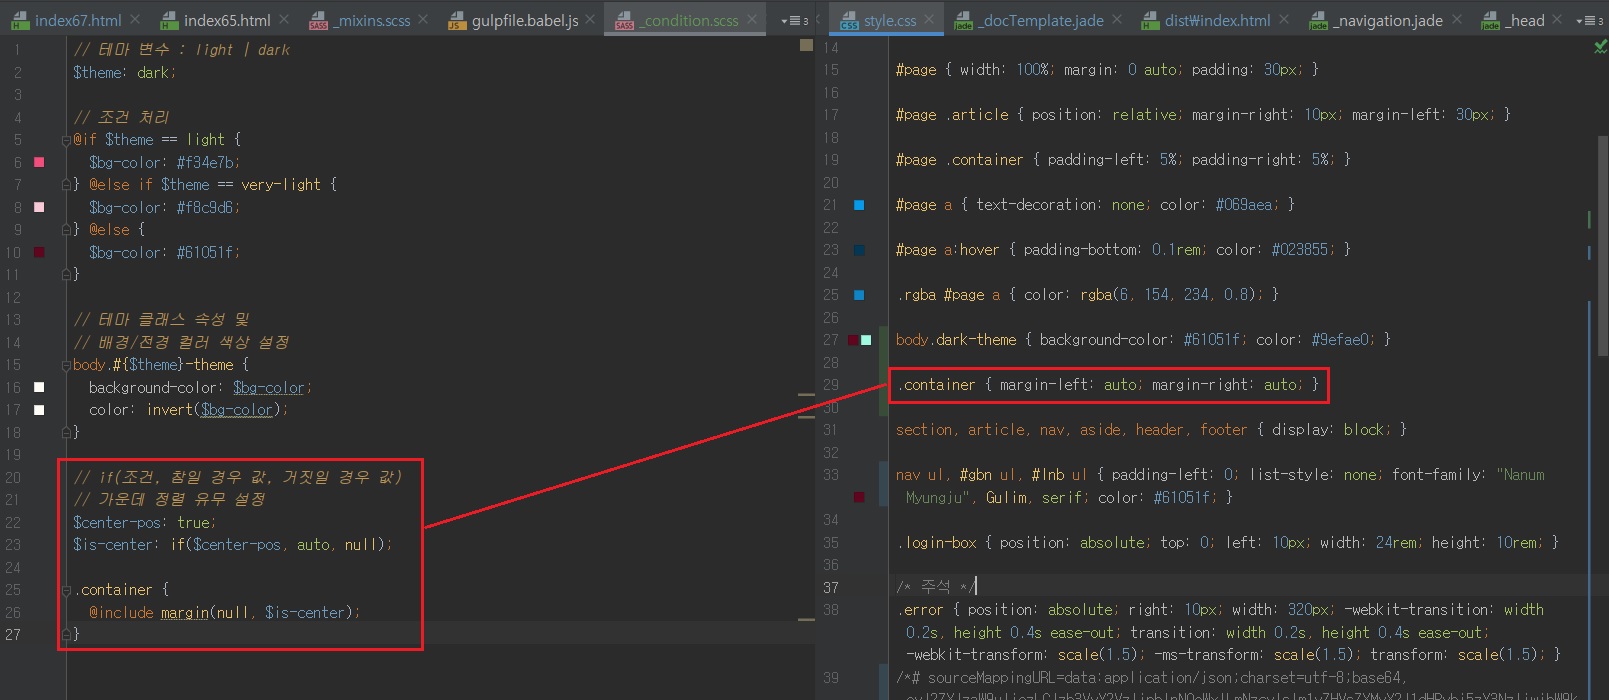 index67.html
index65.html
_mixins.scss
gulpfile.babel.js
_condition.scss
3
style.css
_docTemplate.jade
dist₩index.html
_navigation.jade
_head
3
1 // 테마 변수 : light | dark
2 $theme: dark;
3
4 // 조건 처리
5 @if $theme == light {
6 $bg-color: #f34e7b;
7 } @else if $theme == very-light {
8 $bg-color: #f8c9d6;
9 } @else {
10 $bg-color: #61051f;
11 }
12
13 // 테마 클래스 속성 및
14 // 배경/전경 컬러 색상 설정
15 body.#{$theme}-theme {
16 background-color: $bg-color;
17 color: invert($bg-color);
18 }
19
20 // if(조건, 참일 경우 값, 거짓일 경우 값)
21 // 가운데 정렬 유무 설정
22 $center-pos: true;
23 $is-center: if($center-pos, auto, null);
24
25 .container {
26 @include margin(null, $is-center);
27 }
14
15 #page { width: 100%; margin: 0 auto; padding: 30px; }
16
17 #page .article { position: relative; margin-right: 10px; margin-left: 30px; }
18
19 #page .container { padding-left: 5%; padding-right: 5%; }
20
21 #page a { text-decoration: none; color: #069aea; }
22
23 #page a:hover { padding-bottom: 0.1rem; color: #023855; }
24
25 .rgba #page a { color: rgba(6, 154, 234, 0.8); }
26
27 body.dark-theme { background-color: #61051f; color: #9efae0; }
28
29 .container { margin-left: auto; margin-right: auto; }
30
31 section, article, nav, aside, header, footer { display: block; }
32
33 nav ul, #gbn ul, #lnb ul { padding-left: 0; list-style: none; font-family: "Nanum
Myungju", Gulim, serif; color: #61051f; }
34
35 .login-box { position: absolute; top: 0; left: 10px; width: 24rem; height: 10rem; }
36
37 /* 주석 */
38 .error { position: absolute; right: 10px; width: 320px; -webkit-transition: width
0.2s, height 0.4s ease-out; transition: width 0.2s, height 0.4s ease-out;
-webkit-transform: scale(1.5); -ms-transform: scale(1.5); transform: scale(1.5); }
39 /*# sourceMappingURL=data:application/json;charset=utf-8;base64,